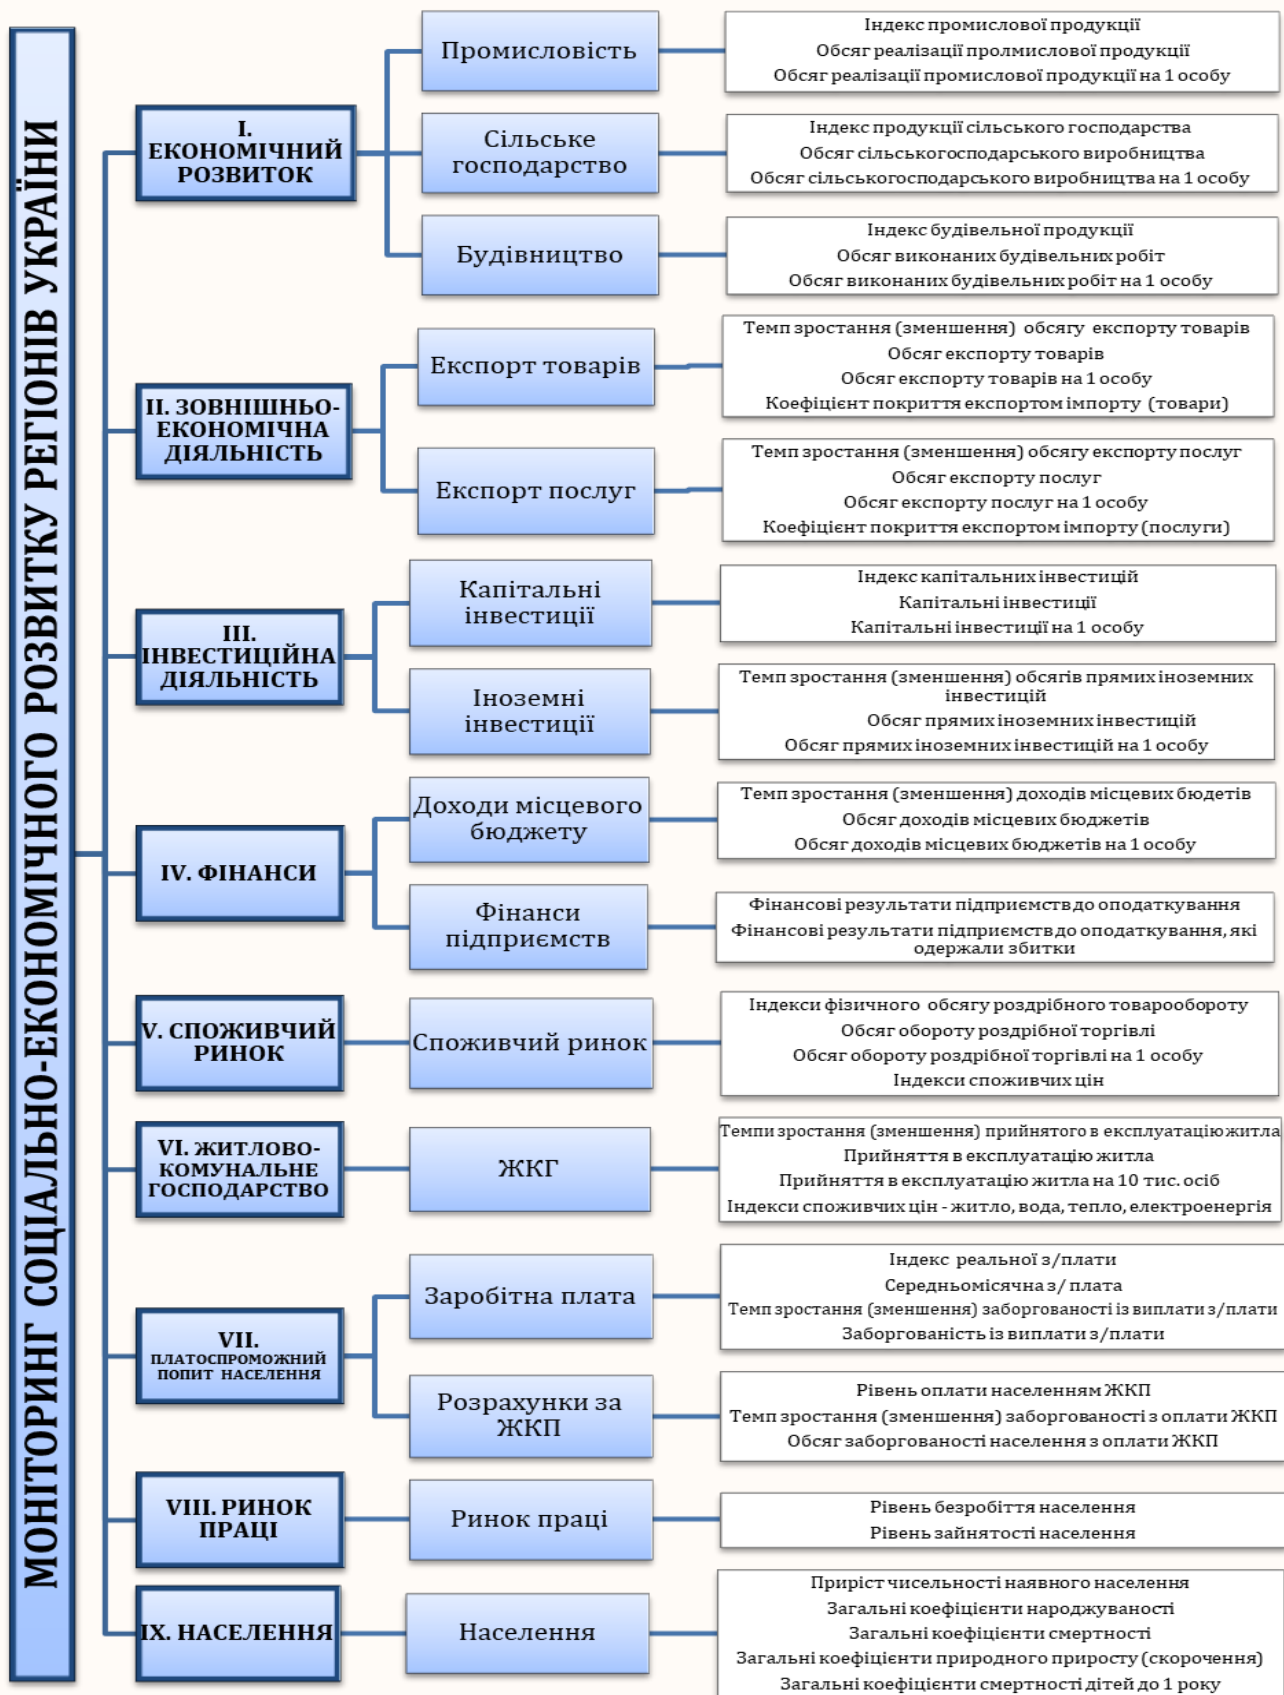 МОНІТОРИНГ СОЦІАЛЬНО-ЕКОНОМІЧНОГО РОЗВИТКУ РЕГІОНІВ УКРАЇНИ
I.
ЕКОНОМІЧНИЙ
РОЗВИТОК
Промисловість
Індекс промислової продукції
Обсяг реалізації пролмислової продукції
Обсяг реалізації промислової продукції на 1 особу
Сільське
господарство
Індекс продукції сільського господарства
Обсяг сільськогосподарського виробництва
Обсяг сільськогосподарського виробництва на 1 особу
Будівництво
Індекс будівельної продукції
Обсяг виконаних будівельних робіт
Обсяг виконаних будівельних робіт на 1 особу
II. ЗОВНІШНЬО-
ЕКОНОМІЧНА
ДІЯЛЬНІСТЬ
Експорт товарів
Темп зростання (зменшення) обсягу експорту товарів
Обсяг експорту товарів
Обсяг експорту товарів на 1 особу
Коефіцієнт покриття експортом імпорту (товари)
Експорт послуг
Темп зростання (зменшення) обсягу експорту послуг
Обсяг експорту послуг
Обсяг експорту послуг на 1 особу
Коефіцієнт покриття експортом імпорту (послуги)
III.
ІНВЕСТИЦІЙНА
ДІЯЛЬНІСТЬ
Капітальні
інвестиції
Індекс капітальних інвестицій
Капітальні інвестиції
Капітальні інвестиції на 1 особу
Іноземні
інвестиції
Темп зростання (зменшення) обсягів прямих іноземних
інвестицій
Обсяг прямих іноземних інвестицій
Обсяг прямих іноземних інвестицій на 1 особу
IV. ФІНАНСИ
Доходи місцевого
бюджету
Темп зростання (зменшення) доходів місцевих бюдетів
Обсяг доходів місцевих бюджетів
Обсяг доходів місцевих бюджетів на 1 особу
Фінанси
підприємств
Фінансові результати підприємств до оподаткування
Фінансові результати підприємств до оподаткування, які
одержали збитки
V. СПОЖИВЧИЙ
РИНОК
Споживчий ринок
Індекси фізичного обсягу роздрібного товарообороту
Обсяг обороту роздрібної торгівлі
Обсяг обороту роздрібної торгівлі на 1 особу
Індекси споживчих цін
VI. ЖИТЛОВО-
КОМУНАЛЬНЕ
ГОСПОДАРСТВО
ЖКГ
Темпи зростання (зменшення) прийнятого в експлуатацію житла
Прийняття в експлуатацію житла
Прийняття в експлуатацію житла на 10 тис. осіб
Індекси споживчих цін - житло, вода, тепло, електроенергія
VII.
ПЛАТОСПРОМОЖНИЙ
ПОПИТ НАСЕЛЕННЯ
Заробітна плата
Індекс реальної з/плати
Середньомісячна з/ плата
Темп зростання (зменшення) заборгованості із виплати з/плати
Заборгованість із виплати з/плати
Розрахунки за
ЖКП
Рівень оплати населенням ЖКП
Темп зростання (зменшення) заборгованості з оплати ЖКП
Обсяг заборгованості населення з оплати ЖКП
VIII. РИНОК
ПРАЦІ
Ринок праці
Рівень безробіття населення
Рівень зайнятості населення
IX. НАСЕЛЕННЯ
Населення
Приріст чисельності наявного населення
Загальні коефіцієнти народжуваності
Загальні коефіцієнти смертності
Загальні коефіцієнти природного приросту (скорочення)
Загальні коефіцієнти смертності дітей до 1 року